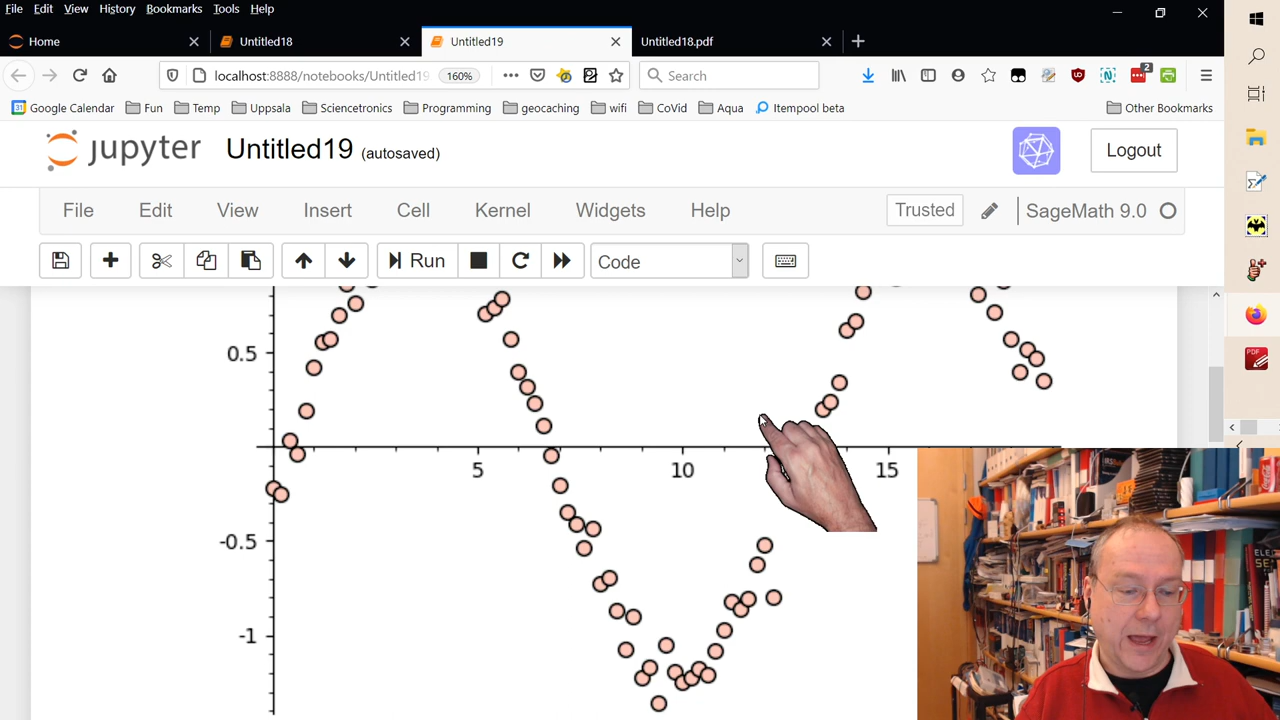 File Edit View History Bookmarks Tools Help
Home Untitled18 Untitled19 Untitled18.pdf
localhost:8888/notebooks/Untitled19 160% Search 2
Google Calendar Fun Temp Uppsala Sciencetronics Programming geocaching wifi CoVid Aqua Itempool beta Other Bookmarks
jupyter Untitled19 (autosaved) Logout
File Edit View Insert Cell Kernel Widgets Help Trusted SageMath 9.0
Run Code
0.5
5 10 15
-0.5
-1
PDF